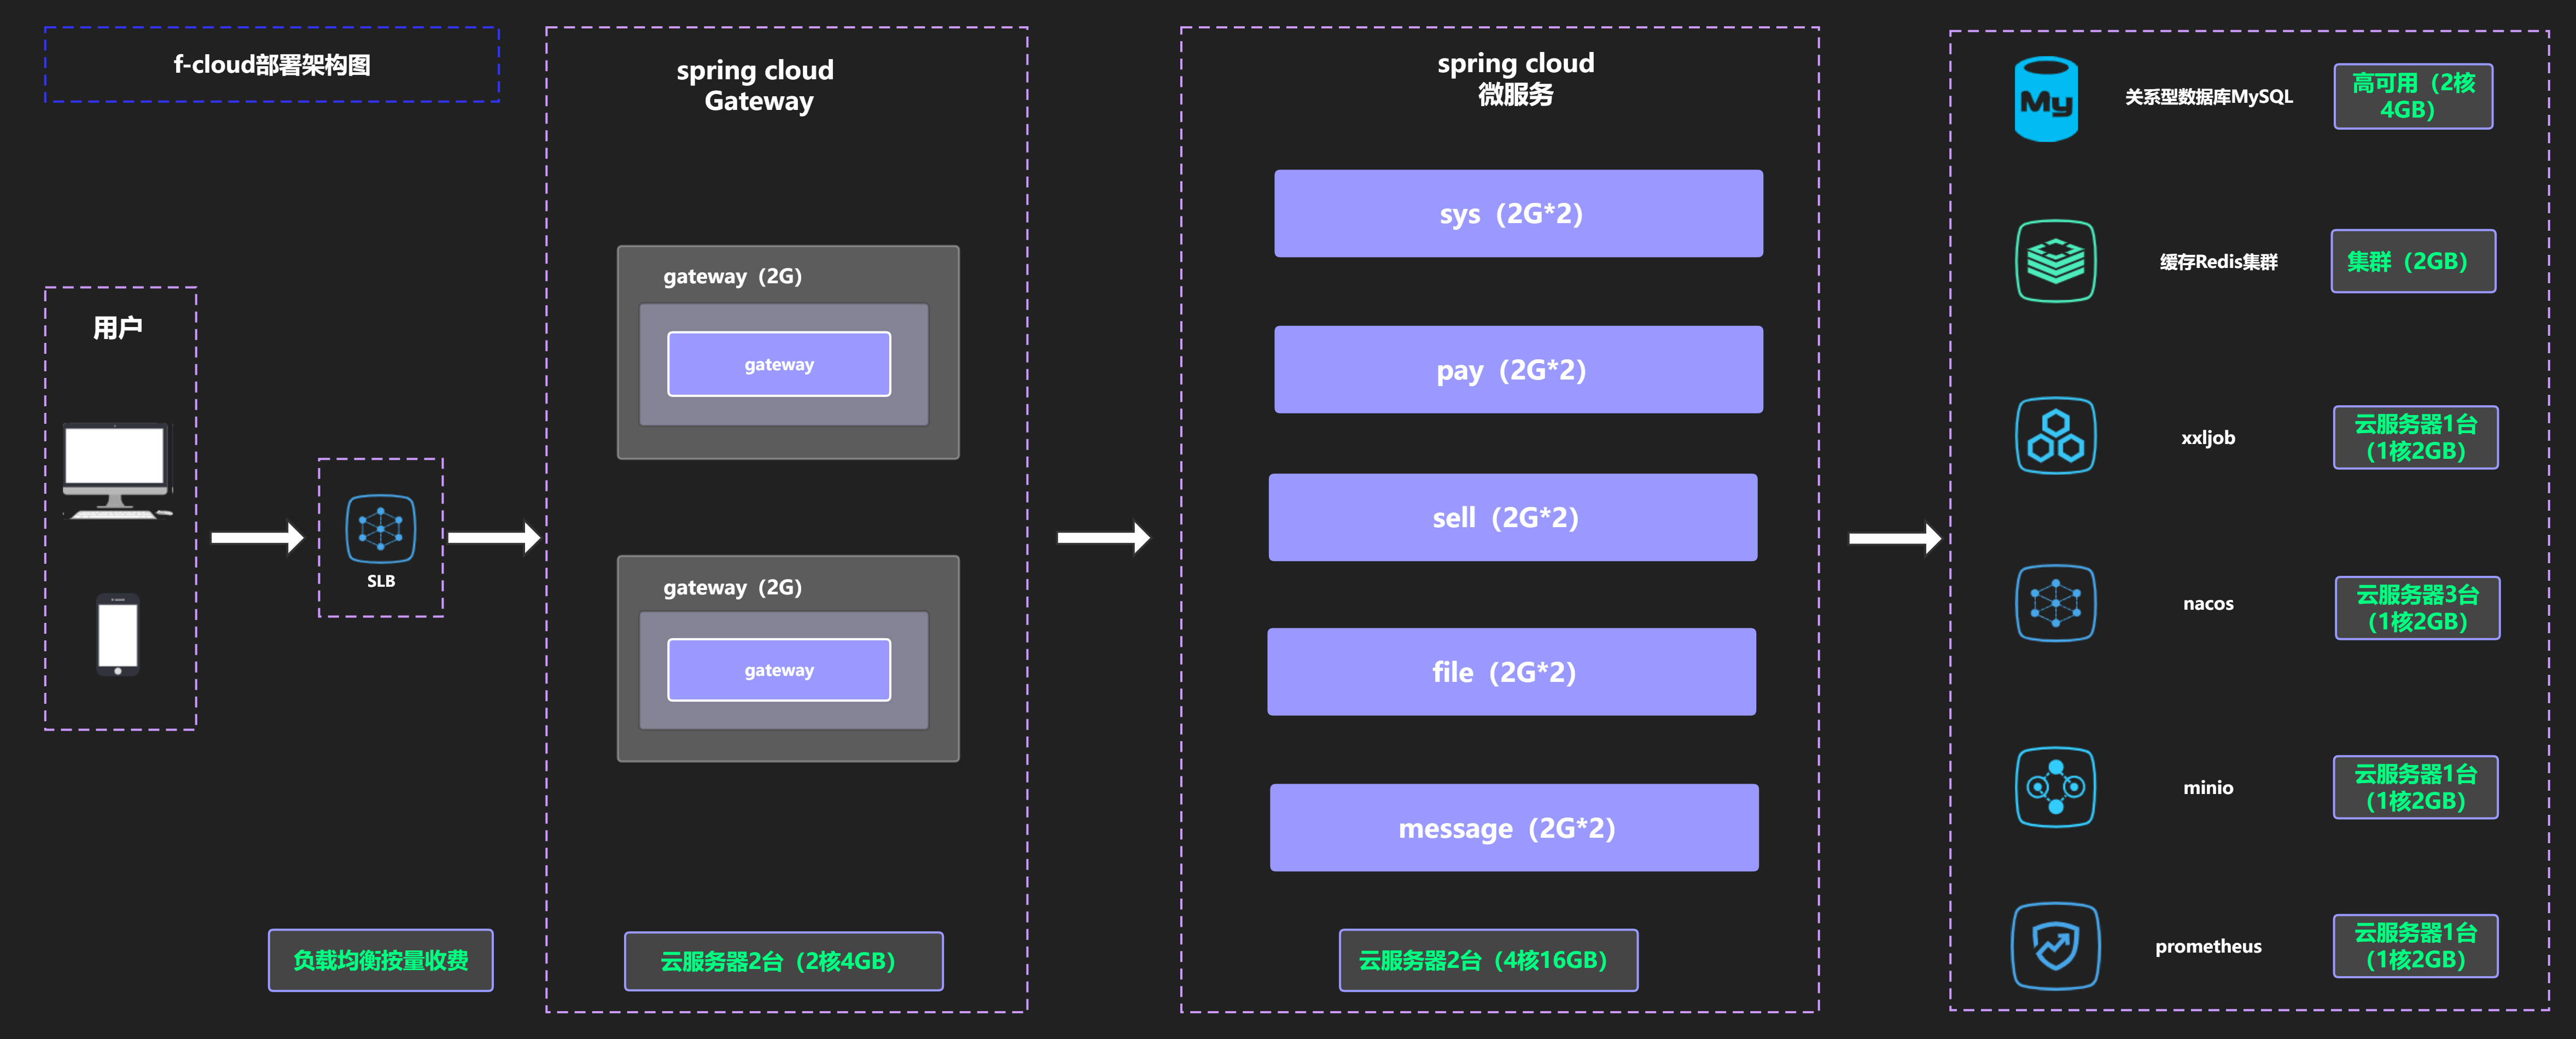 f-cloud部署架构图
用户
SLB
负载均衡按量收费
spring cloud
Gateway
gateway（2G）
gateway
gateway（2G）
gateway
云服务器2台（2核4GB）
spring cloud
微服务
sys（2G*2）
pay（2G*2）
sell（2G*2）
file（2G*2）
message（2G*2）
云服务器2台（4核16GB）
My
关系型数据库MySQL
高可用（2核
4GB）
缓存Redis集群
集群（2GB）
xxljob
云服务器1台
（1核2GB）
nacos
云服务器3台
（1核2GB）
minio
云服务器1台
（1核2GB）
prometheus
云服务器1台
（1核2GB）